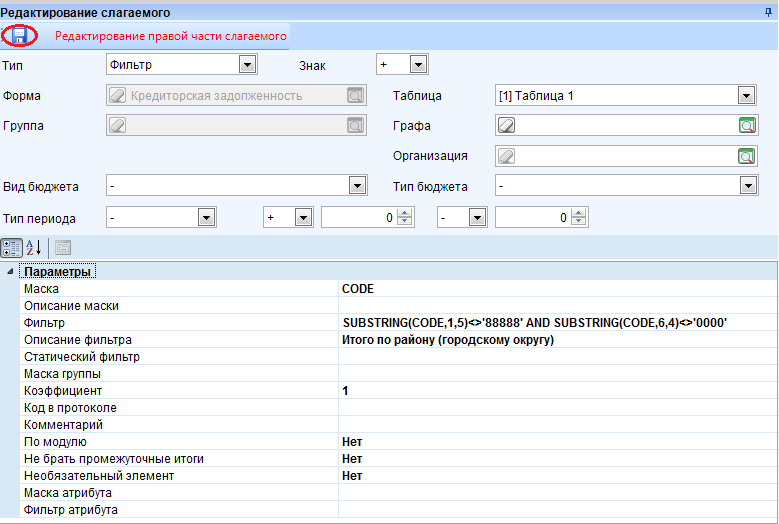 Редактирование слагаемого
Редактирование правой части слагаемого
Тип Фильтр Знак +
Форма Кредиторская задолженность Таблица [1] Таблица 1
Группа Графа
Организация
Вид бюджета - Тип бюджета -
Тип периода - + 0 - 0
Параметры
Маска CODE
Описание маски
Фильтр SUBSTRING(CODE,1,5)<>'88888' AND SUBSTRING(CODE,6,4)<>'0000'
Описание фильтра Итого по району (городскому округу)
Статический фильтр
Маска группы
Коэффициент 1
Код в протоколе
Комментарий
По модулю Нет
Не брать промежуточные итоги Нет
Необязательный элемент Нет
Маска атрибута
Фильтр атрибута